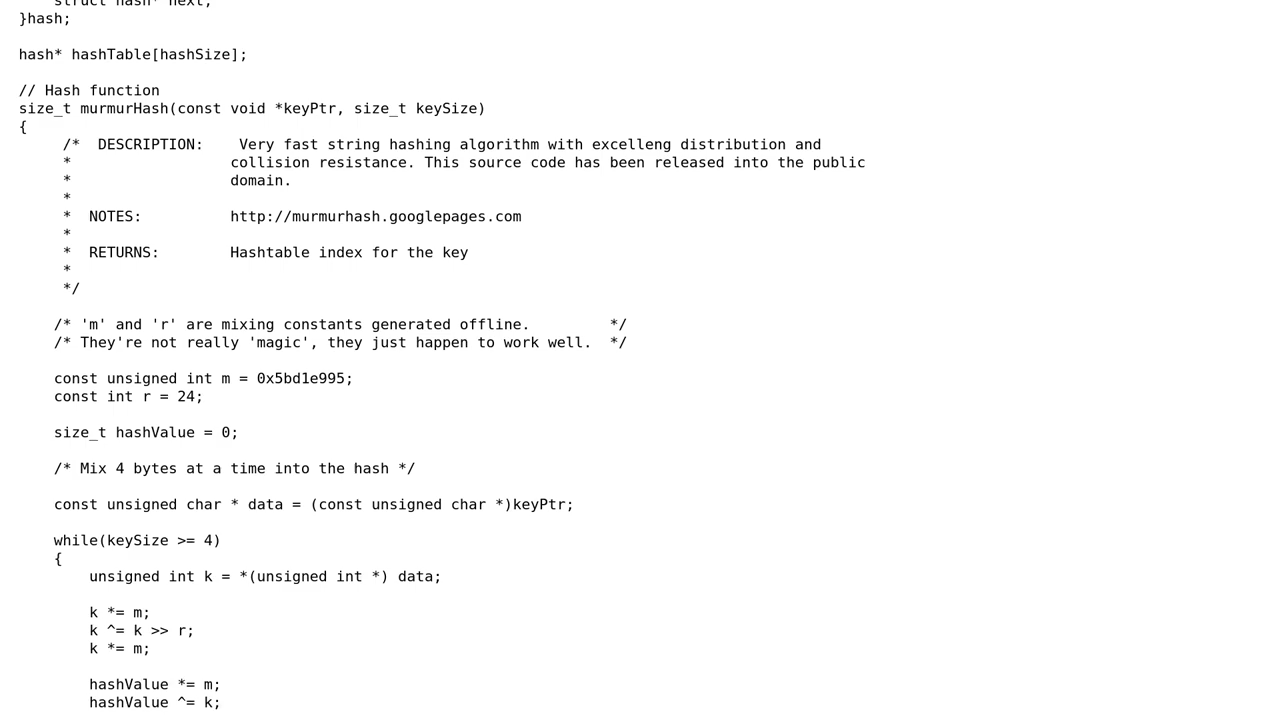 struct hash* next;
}hash;

hash* hashTable[hashSize];

// Hash function
size_t murmurHash(const void *keyPtr, size_t keySize)
{
     /*  DESCRIPTION:    Very fast string hashing algorithm with excelleng distribution and
     *                  collision resistance. This source code has been released into the public
     *                  domain.
     *
     *  NOTES:          http://murmurhash.googlepages.com
     *
     *  RETURNS:        Hashtable index for the key
     *
     */

    /* 'm' and 'r' are mixing constants generated offline.         */
    /* They're not really 'magic', they just happen to work well.  */

    const unsigned int m = 0x5bd1e995;
    const int r = 24;

    size_t hashValue = 0;

    /* Mix 4 bytes at a time into the hash */

    const unsigned char * data = (const unsigned char *)keyPtr;

    while(keySize >= 4)
    {
        unsigned int k = *(unsigned int *) data;

        k *= m;
        k ^= k >> r;
        k *= m;

        hashValue *= m;
        hashValue ^= k;